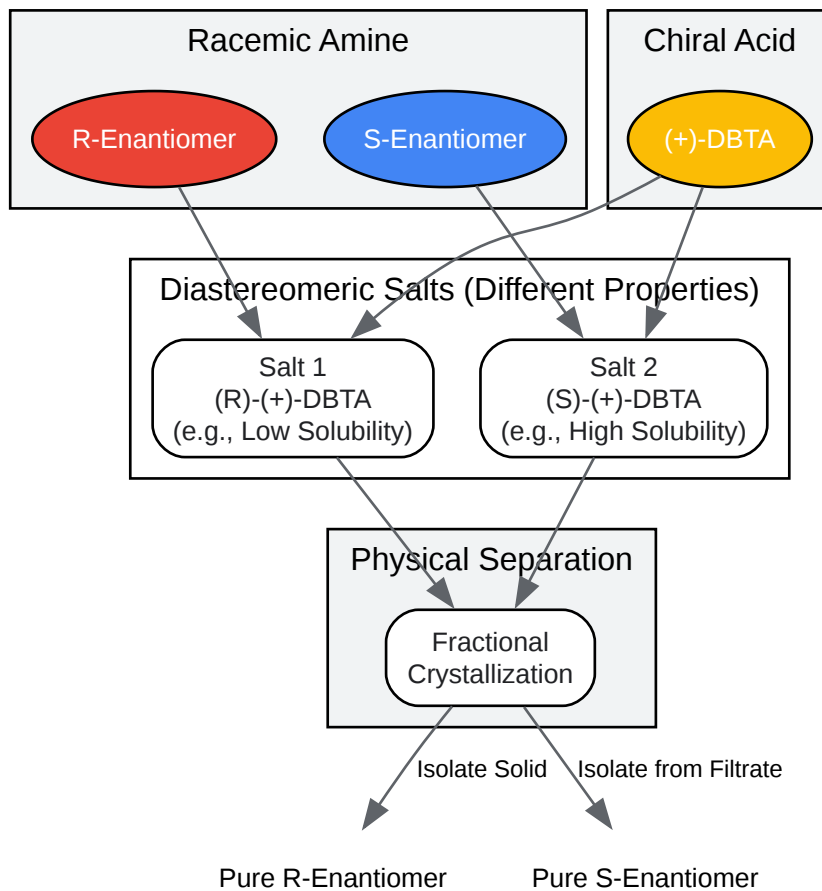 Racemic Amine
Chiral Acid
R-Enantiomer
S-Enantiomer
(+)-DBTA
Diastereomeric Salts (Different Properties)
Salt 1
(R)-(+)-DBTA
(e.g., Low Solubility)
Salt 2
(S)-(+)-DBTA
(e.g., High Solubility)
Physical Separation
Fractional
Crystallization
Isolate Solid
Isolate from Filtrate
Pure R-Enantiomer
Pure S-Enantiomer